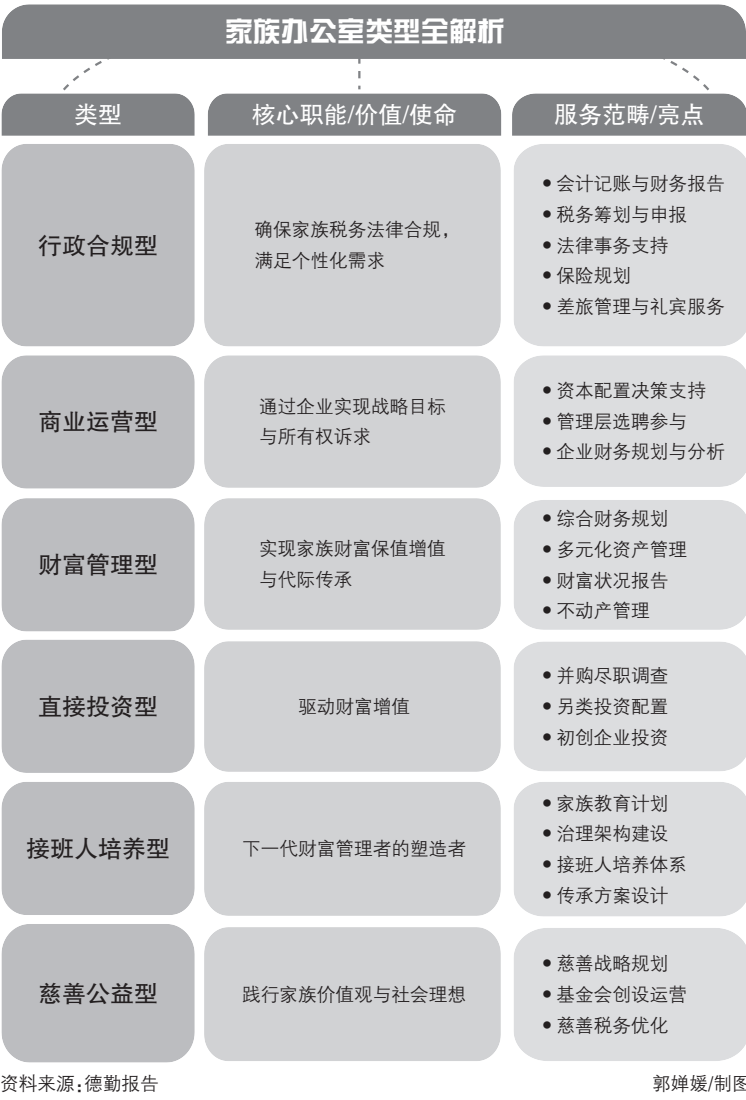 家族办公室类型全解析
类型
核心职能/价值/使命
服务范畴/亮点
行政合规型
确保家族税务法律合规，
满足个性化需求
●会计记账与财务报告
●税务筹划与申报
●法律事务支持
●保险规划
●差旅管理与礼宾服务
商业运营型
通过企业实现战略目标
与所有权诉求
●资本配置决策支持
●管理层选聘参与
●企业财务规划与分析
财富管理型
实现家族财富保值增值
与代际传承
●综合财务规划
●多元化资产管理
●财富状况报告
●不动产管理
直接投资型
驱动财富增值
●并购尽职调查
●另类投资配置
●初创企业投资
接班人培养型
下一代财富管理者的塑造者
●家族教育计划
●治理架构建设
●接班人培养体系
●传承方案设计
慈善公益型
践行家族价值观与社会理想
●慈善战略规划
●基金会创设运营
●慈善税务优化
资料来源：德勤报告
郭婵媛/制图